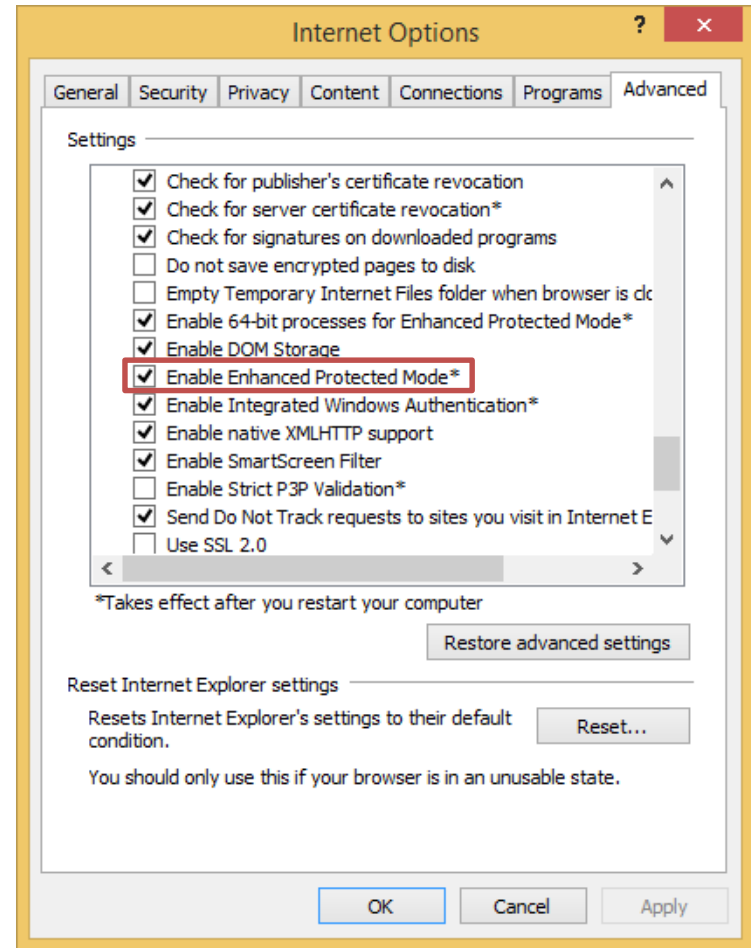 Internet Options
?
General Security Privacy Content Connections Programs Advanced
Settings
Check for publisher's certificate revocation
Check for server certificate revocation*
Check for signatures on downloaded programs
Do not save encrypted pages to disk
Empty Temporary Internet Files folder when browser is clc
Enable 64-bit processes for Enhanced Protected Mode*
Enable DOM Storage
Enable Enhanced Protected Mode*
Enable Integrated Windows Authentication*
Enable native XMLHTTP support
Enable SmartScreen Filter
Enable Strict P3P Validation*
Send Do Not Track requests to sites you visit in Internet E
Use SSL 2.0
*Takes effect after you restart your computer
Restore advanced settings
Reset Internet Explorer settings
Resets Internet Explorer's settings to their default
condition.
Reset...
You should only use this if your browser is in an unusable state.
OK Cancel Apply